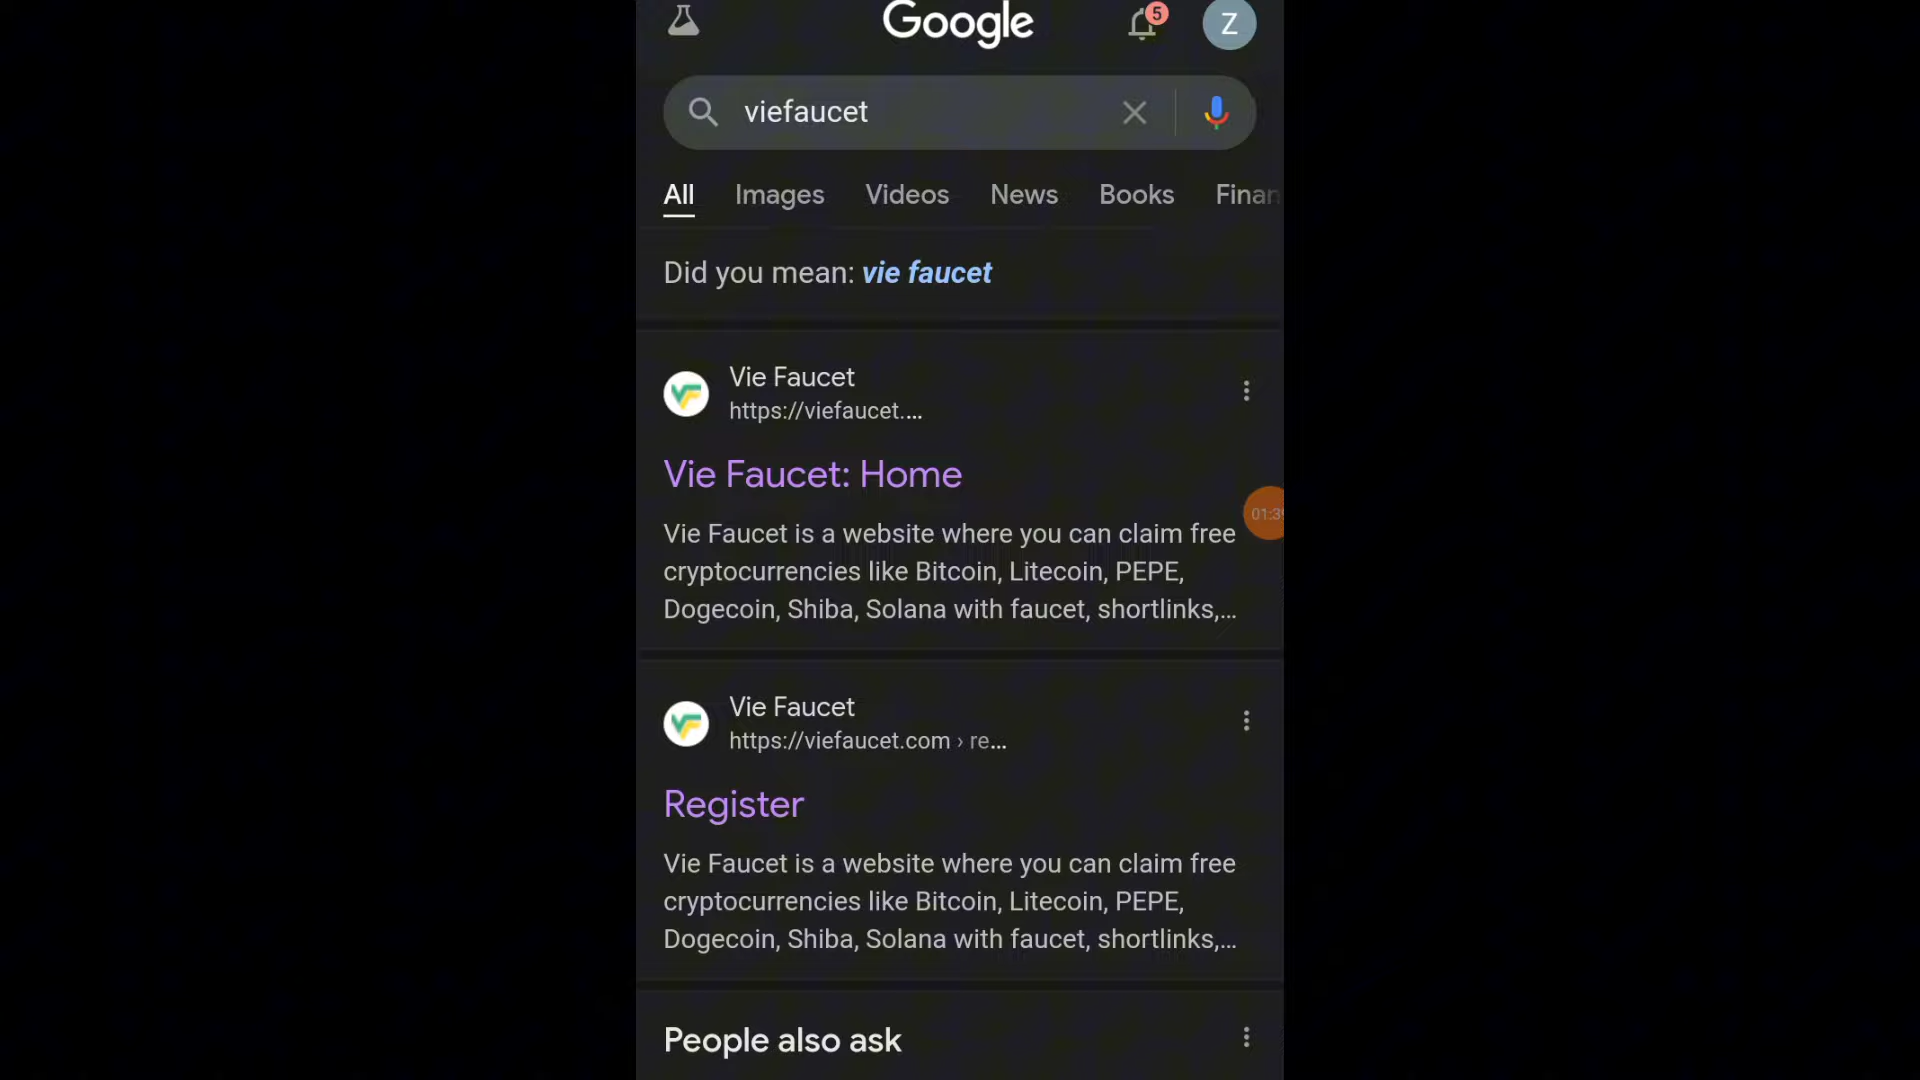 Google
5
Z
viefaucet
All Images Videos News Books Finan
Did you mean: vie faucet
Vie Faucet
https://viefaucet....
Vie Faucet: Home
01:39
Vie Faucet is a website where you can claim free
cryptocurrencies like Bitcoin, Litecoin, PEPE,
Dogecoin, Shiba, Solana with faucet, shortlinks,...
Vie Faucet
https://viefaucet.com › re...
Register
Vie Faucet is a website where you can claim free
cryptocurrencies like Bitcoin, Litecoin, PEPE,
Dogecoin, Shiba, Solana with faucet, shortlinks,...
People also ask